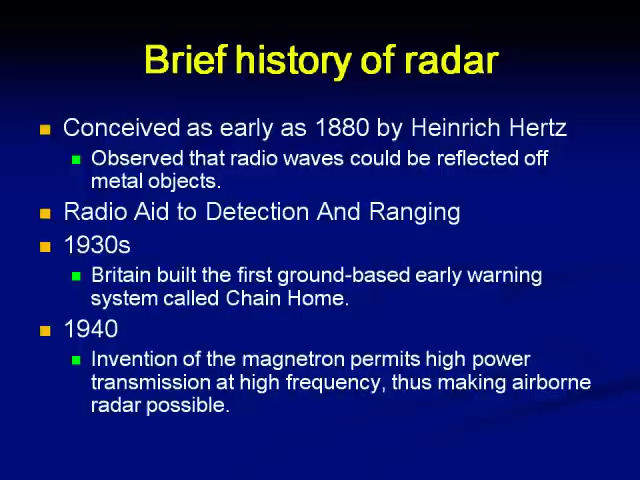 Brief history of radar
Conceived as early as 1880 by Heinrich Hertz
Observed that radio waves could be reflected off
metal objects.
Radio Aid to Detection And Ranging
1930s
Britain built the first ground-based early warning
system called Chain Home.
1940
Invention of the magnetron permits high power
transmission at high frequency, thus making airborne
radar possible.